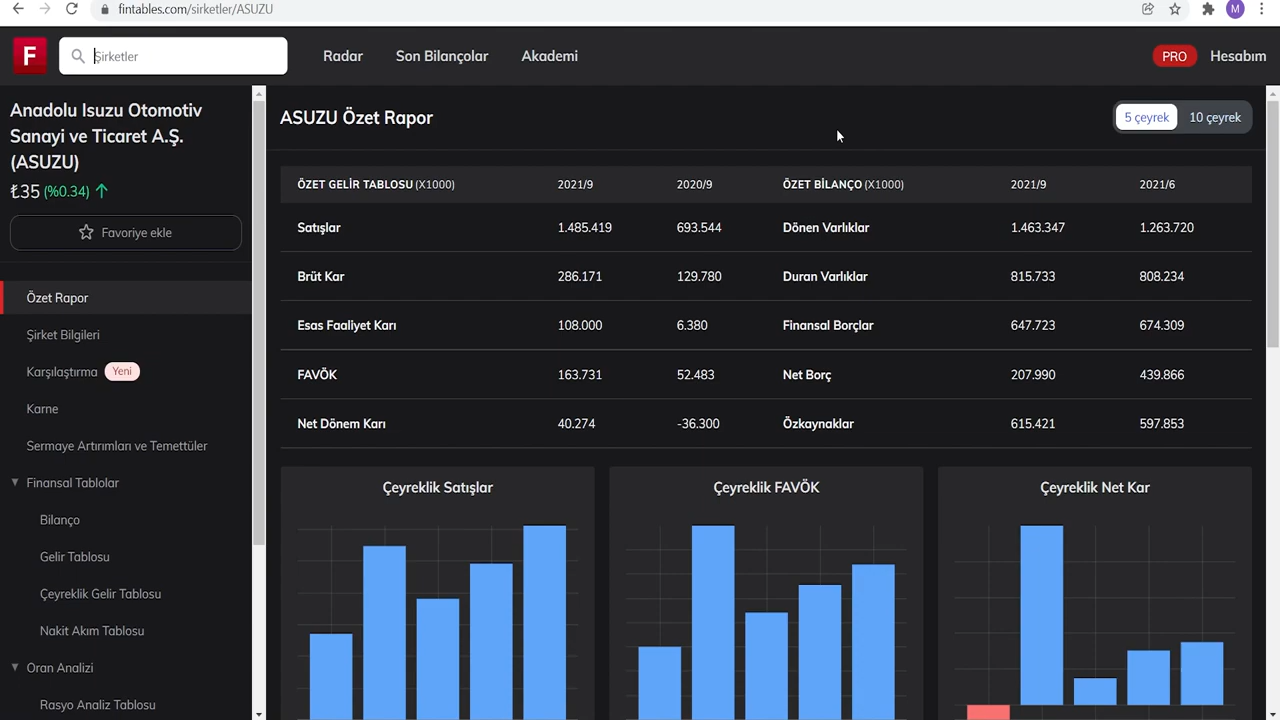 fintables.com/sirketler/ASUZU
M
F
Şirketler
Radar
Son Bilançolar
Akademi
PRO
Hesabım
Anadolu Isuzu Otomotiv
Sanayi ve Ticaret A.Ş.
(ASUZU)
₺35 (%0.34) ↑
Favoriye ekle
Özet Rapor
Şirket Bilgileri
Karşılaştırma Yeni
Karne
Sermaye Artırımları ve Temettüler
Finansal Tablolar
Bilanço
Gelir Tablosu
Çeyreklik Gelir Tablosu
Nakit Akım Tablosu
Oran Analizi
Rasyo Analiz Tablosu
ASUZU Özet Rapor
5 çeyrek 10 çeyrek
ÖZET GELİR TABLOSU (X1000) 2021/9 2020/9 ÖZET BİLANÇO (X1000) 2021/9 2021/6
Satışlar 1.485.419 693.544 Dönen Varlıklar 1.463.347 1.263.720
Brüt Kar 286.171 129.780 Duran Varlıklar 815.733 808.234
Esas Faaliyet Karı 108.000 6.380 Finansal Borçlar 647.723 674.309
FAVÖK 163.731 52.483 Net Borç 207.990 439.866
Net Dönem Karı 40.274 -36.300 Özkaynaklar 615.421 597.853
Çeyreklik Satışlar
Çeyreklik FAVÖK
Çeyreklik Net Kar